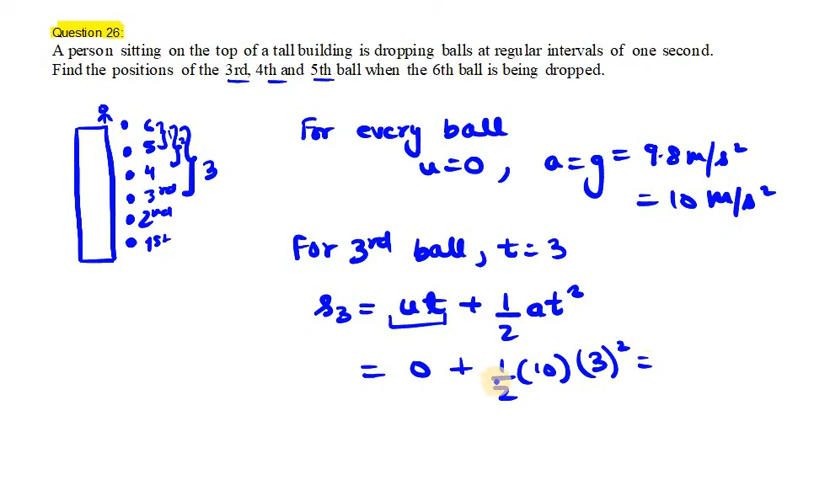 Question 26:
A person sitting on the top of a tall building is dropping balls at regular intervals of one second.
Find the positions of the 3rd, 4th and 5th ball when the 6th ball is being dropped.
6
5
4
3rd
2nd
1st
1
2
3
For every ball
u=0, a=g = 9.8 m/s²
= 10 m/s²
For 3rd ball, t=3
s₃ = ut + 1/2 at²
= 0 + 1/2 (10)(3)² =